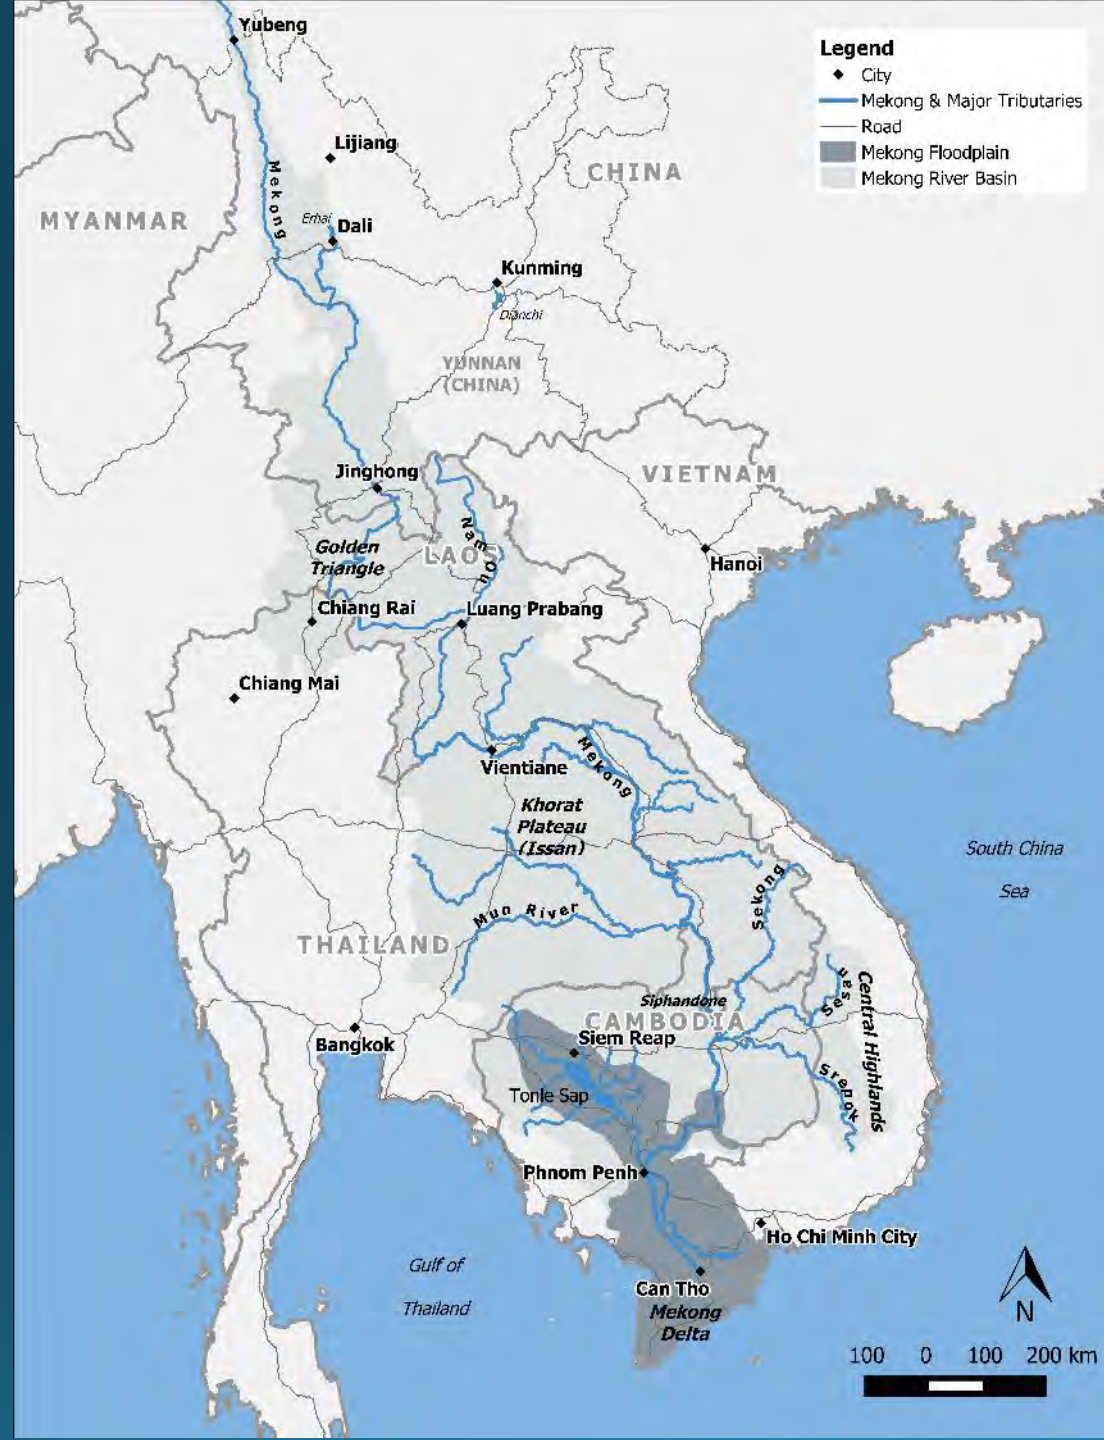 Yubeng
Legend
City
Mekong & Major Tributaries
Road
Mekong Floodplain
Mekong River Basin
Lijiang
CHINA
Mekong
MYANMAR
Erhai
Dali
Kunming
Dianchi
YUNNAN
(CHINA)
Jinghong
VIETNAM
Nam Ou
Golden
Triangle
LAOS
Hanoi
Chiang Rai
Luang Prabang
Chiang Mai
Mekong
Vientiane
Khorat
Plateau
(Issan)
South China
Sea
Sekong
Mun River
THAILAND
Se San
Central Highlands
Siphandone
CAMBODIA
Siem Reap
Bangkok
Srepok
Tonle Sap
Phnom Penh
Ho Chi Minh City
Gulf of
Thailand
Can Tho
Mekong
Delta
N
100 0 100 200 km